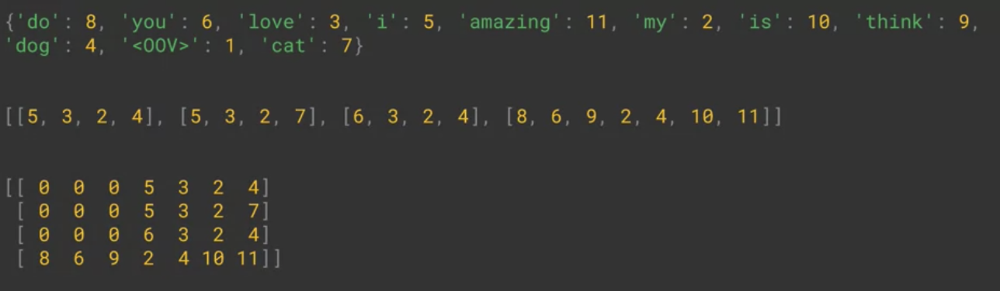 {'do': 8, 'you': 6, 'love': 3, 'i': 5, 'amazing': 11, 'my': 2, 'is': 10, 'think': 9,
'dog': 4, '<OOV>': 1, 'cat': 7}
[[5, 3, 2, 4], [5, 3, 2, 7], [6, 3, 2, 4], [8, 6, 9, 2, 4, 10, 11]]
[[ 0  0  0  5  3  2  4]
 [ 0  0  0  5  3  2  7]
 [ 0  0  0  6  3  2  4]
 [ 8  6  9  2  4 10 11]]